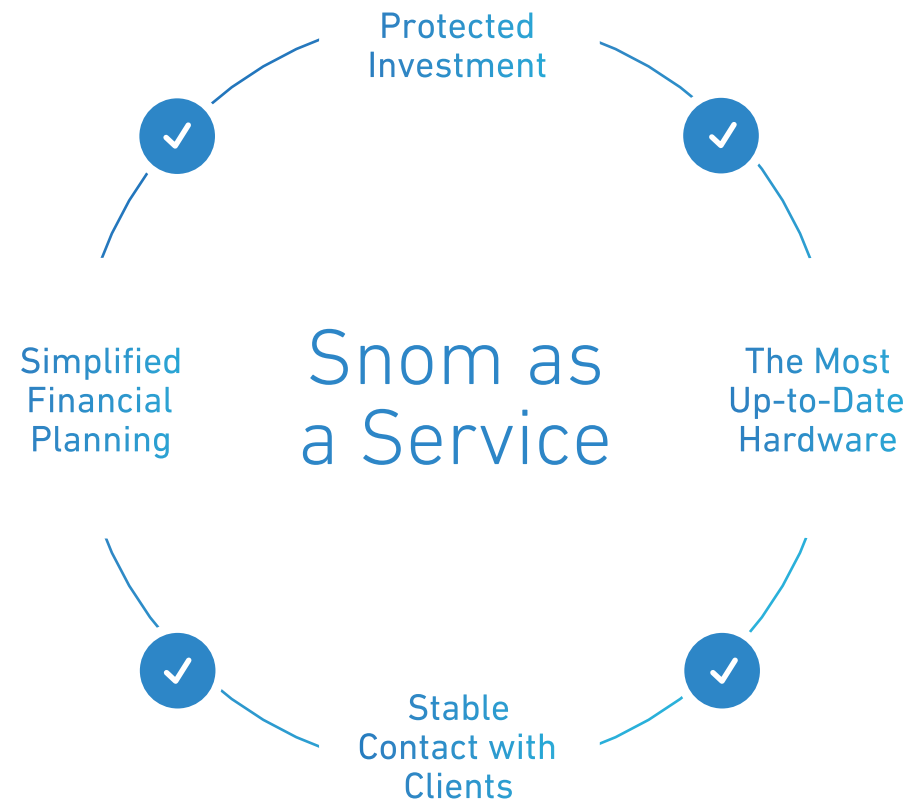 Protected
Investment
Simplified
Financial
Planning
Snom as
a Service
The Most
Up-to-Date
Hardware
Stable
Contact with
Clients